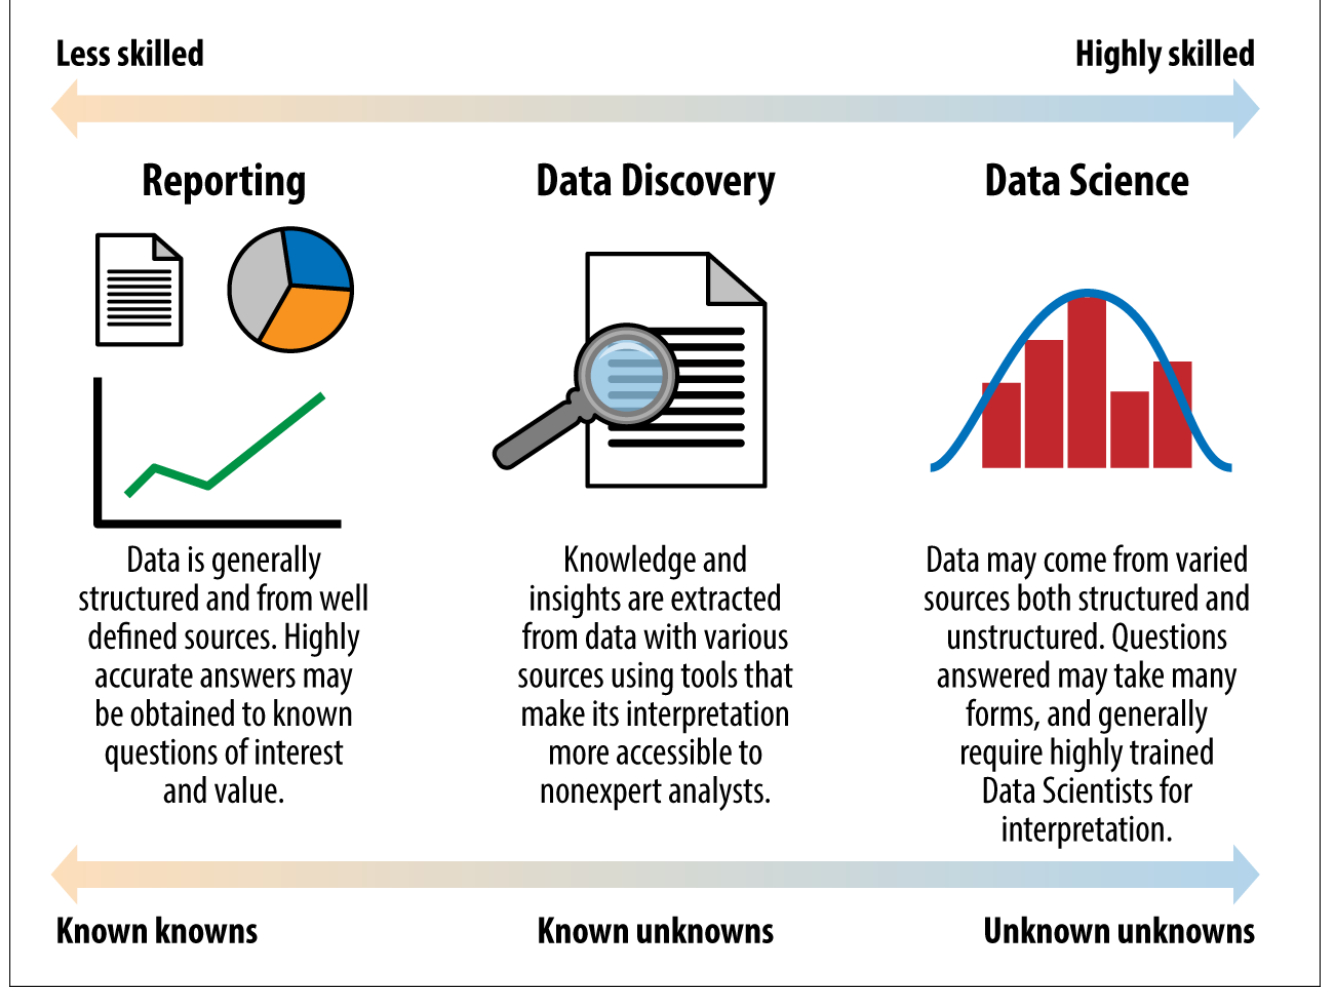 Less skilled
Highly skilled
Reporting
Data Discovery
Data Science
Data is generally
structured and from well
defined sources. Highly
accurate answers may
be obtained to known
questions of interest
and value.
Knowledge and
insights are extracted
from data with various
sources using tools that
make its interpretation
more accessible to
nonexpert analysts.
Data may come from varied
sources both structured and
unstructured. Questions
answered may take many
forms, and generally
require highly trained
Data Scientists for
interpretation.
Known knowns
Known unknowns
Unknown unknowns